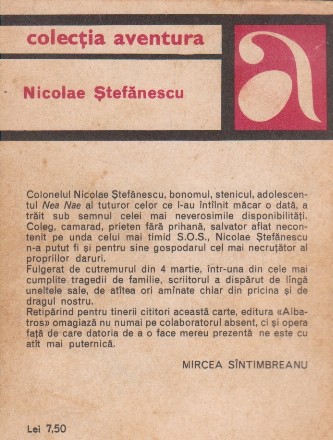 colecția aventura
a
Nicolae Ștefănescu
Colonelul Nicolae Ștefănescu, bonomul, stenicul, adolescen-
tul Nea Nae al tuturor celor ce l-au întîlnit măcar o dată, a
trăit sub semnul celei mai neverosimile disponibilități.
Coleg, camarad, prieten fără prihană, salvator aflat necon-
tenit pe unda celui mai timid S.O.S., Nicolae Ștefănescu
n-a putut fi și pentru sine gospodarul cel mai necruțător al
propriilor daruri.
Fulgerat de cutremurul din 4 martie, într-una din cele mai
cumplite tragedii de familie, scriitorul a dispărut de lîngă
uneltele sale, de atîtea ori amînate chiar din pricina și de
dragul nostru.
Retipărind pentru tinerii cititori această carte, editura «Alba-
tros» omagiază nu numai pe colaboratorul absent, ci și opera
față de care datoria de a o face mereu prezentă ne este cu
atît mai puternică.
MIRCEA SÎNTIMBREANU
Lei 7,50